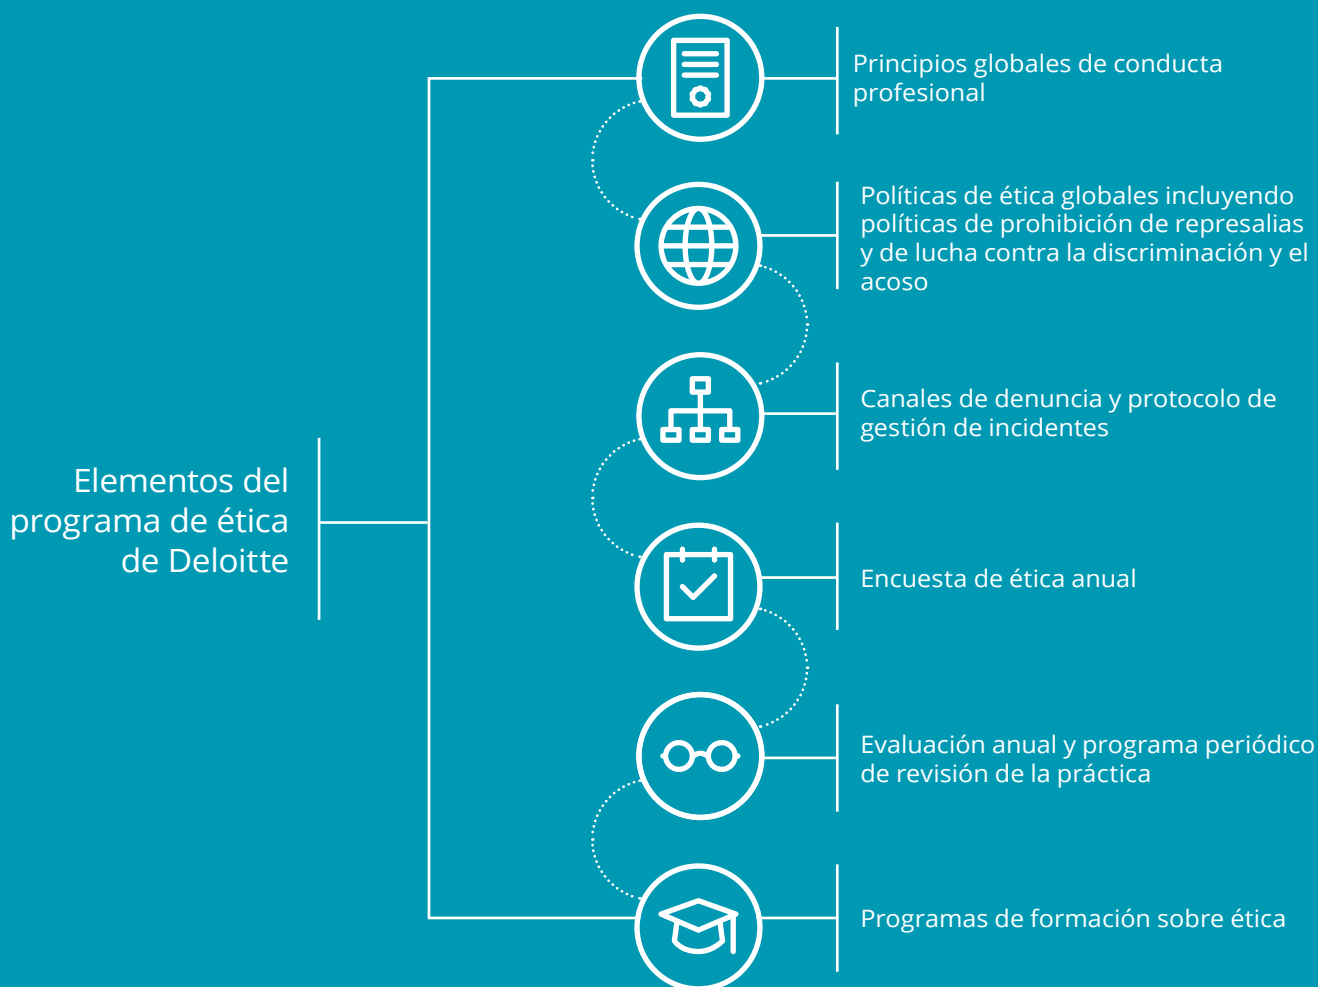 Elementos del
programa de ética
de Deloitte
Principios globales de conducta
profesional
Políticas de ética globales incluyendo
políticas de prohibición de represalias
y de lucha contra la discriminación y el
acoso
Canales de denuncia y protocolo de
gestión de incidentes
Encuesta de ética anual
Evaluación anual y programa periódico
de revisión de la práctica
Programas de formación sobre ética